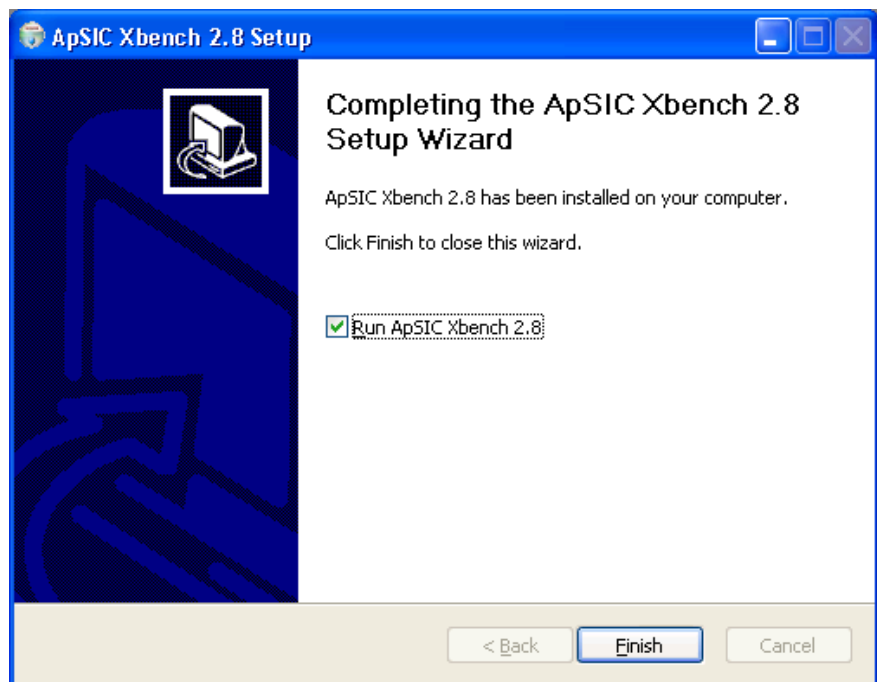 ApSIC Xbench 2.8 Setup
Completing the ApSIC Xbench 2.8
Setup Wizard
ApSIC Xbench 2.8 has been installed on your computer.
Click Finish to close this wizard.
Run ApSIC Xbench 2.8
< Back Finish Cancel